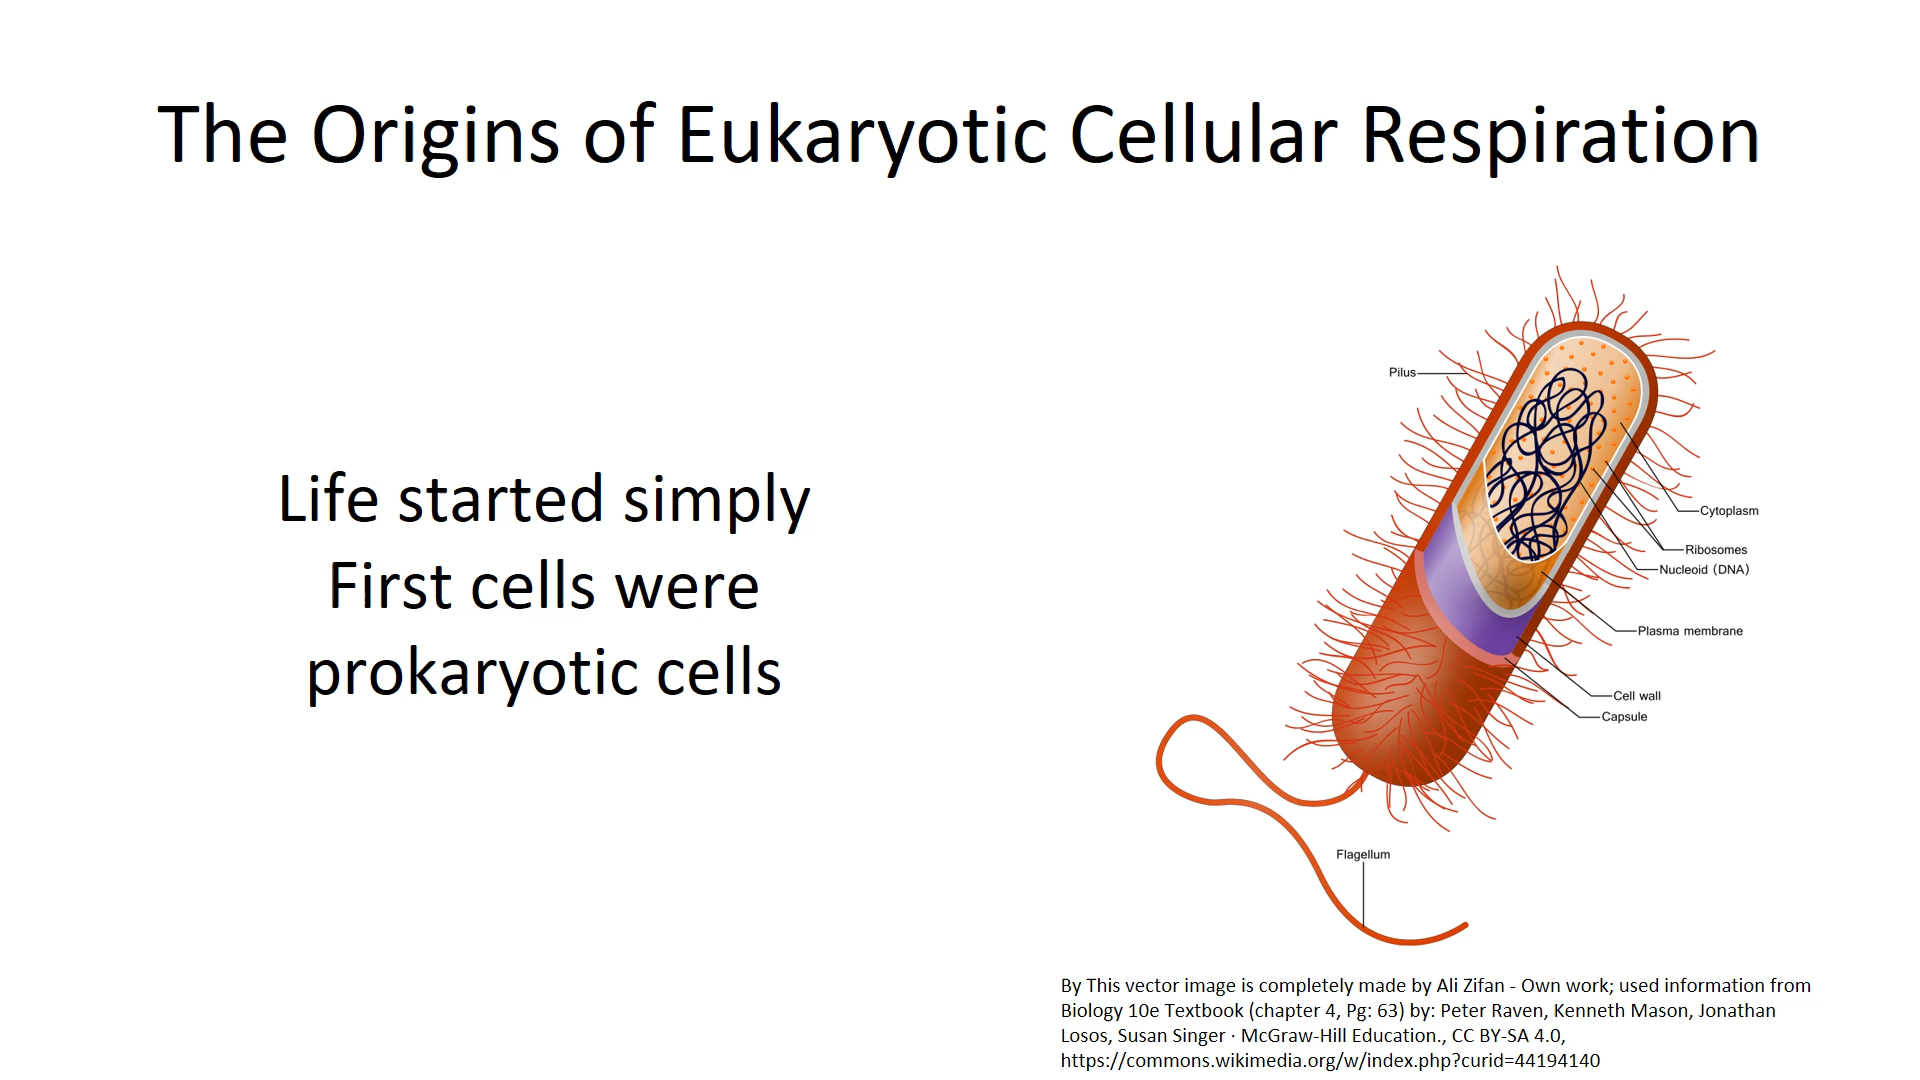 The Origins of Eukaryotic Cellular Respiration
Life started simply
First cells were
prokaryotic cells
Pilus
Cytoplasm
Ribosomes
Nucleoid (DNA)
Plasma membrane
Cell wall
Capsule
Flagellum
By This vector image is completely made by Ali Zifan - Own work; used information from
Biology 10e Textbook (chapter 4, Pg: 63) by: Peter Raven, Kenneth Mason, Jonathan
Losos, Susan Singer · McGraw-Hill Education., CC BY-SA 4.0,
https://commons.wikimedia.org/w/index.php?curid=44194140